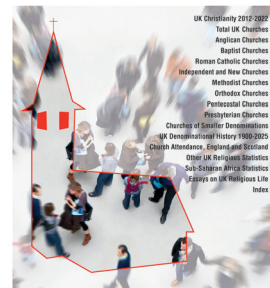 UK Christianity 2012-2022
Total UK Churches
Anglican Churches
Baptist Churches
Roman Catholic Churches
Independent and New Churches
Methodist Churches
Orthodox Churches
Pentecostal Churches
Presbyterian Churches
Churches of Smaller Denominations
UK Denominational History 1900-2025
Church Attendance, England and Scotland
Other UK Religious Statistics
Sub-Saharan Africa Statistics
Essays on UK Religious Life
Index